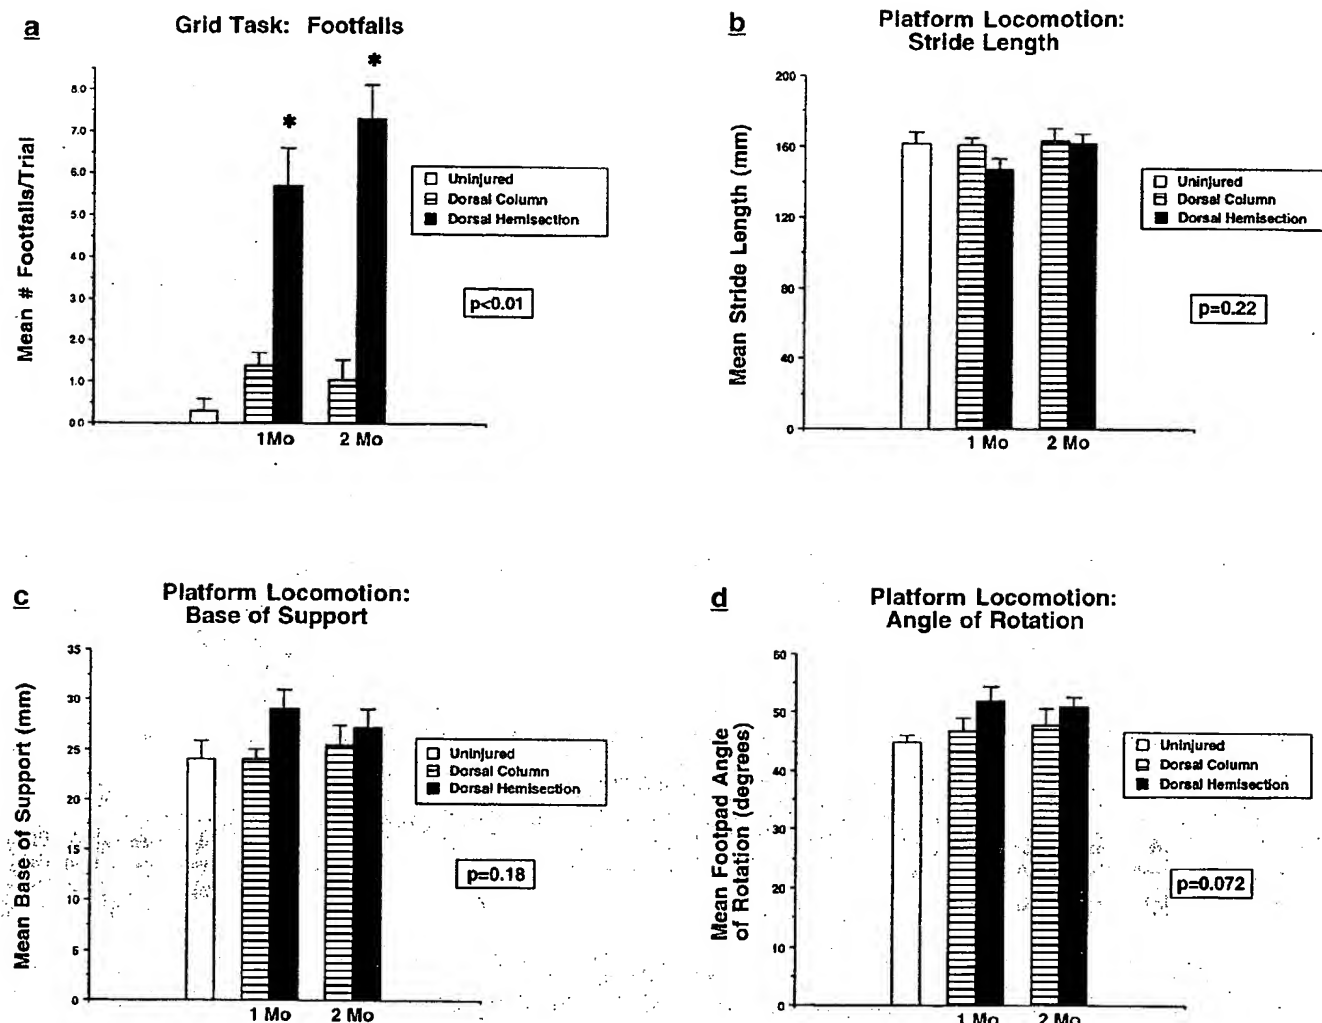 a
Grid Task: Footfalls
Mean # Footfalls/Trial
8.0
7.0
6.0
5.0
4.0
3.0
2.0
1.0
0.0
*
*
1Mo
2 Mo
Uninjured
Dorsal Column
Dorsal Hemisection
p<0.01
b
Platform Locomotion:
Stride Length
Mean Stride Length (mm)
200
160
120
80
40
0
1 Mo
2 Mo
Uninjured
Dorsal Column
Dorsal Hemisection
p=0.22
c
Platform Locomotion:
Base of Support
Mean Base of Support (mm)
35
30
25
20
15
10
5
0
1 Mo
2 Mo
Uninjured
Dorsal Column
Dorsal Hemisection
p=0.18
d
Platform Locomotion:
Angle of Rotation
Mean Footpad Angle
of Rotation (degrees)
60
50
40
30
20
10
0
1 Mo
2 Mo
Uninjured
Dorsal Column
Dorsal Hemisection
p=0.072